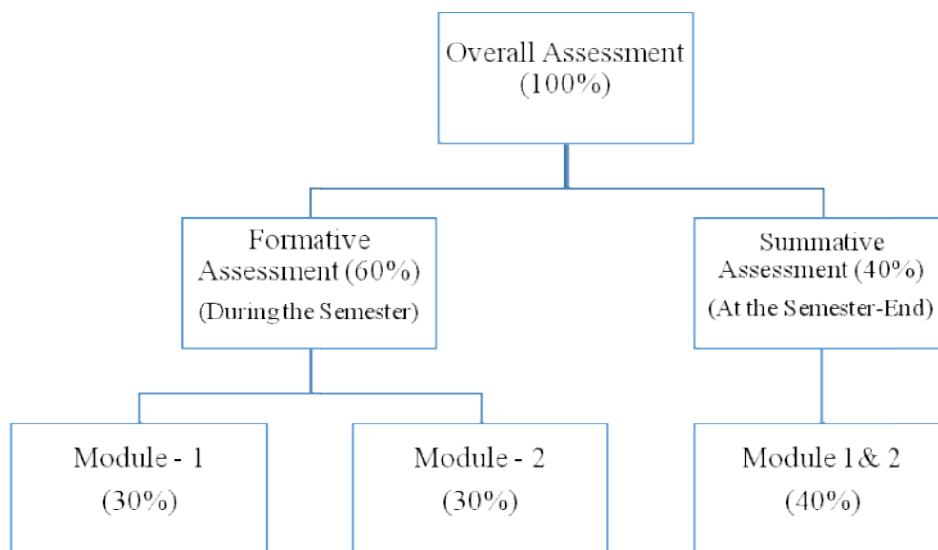 Overall Assessment
(100%)
Formative
Assessment (60%)
(During the Semester)
Summative
Assessment (40%)
(At the Semester-End)
Module - 1
(30%)
Module - 2
(30%)
Module 1& 2
(40%)